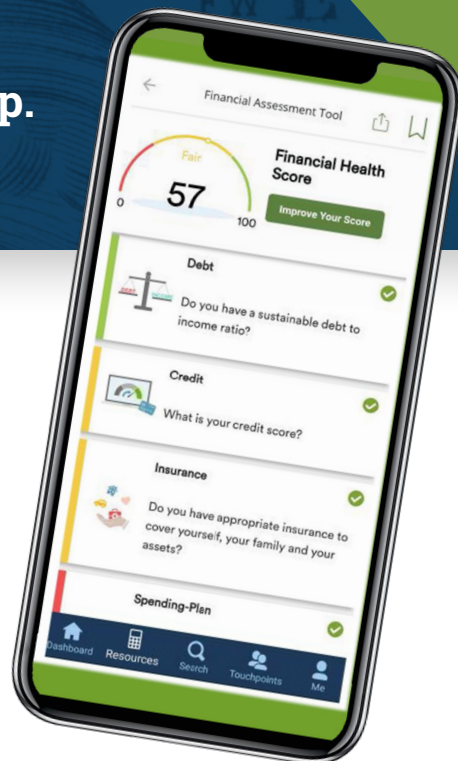 p.
Financial Assessment Tool
Fair
57
0
100
Financial Health
Score
Improve Your Score
Debt
DEBT
Do you have a sustainable debt to
income ratio?
Credit
What is your credit score?
Insurance
Do you have appropriate insurance to
cover yourself, your family and your
assets?
Spending-Plan
Dashboard
Resources
Search
Touchpoints
Me